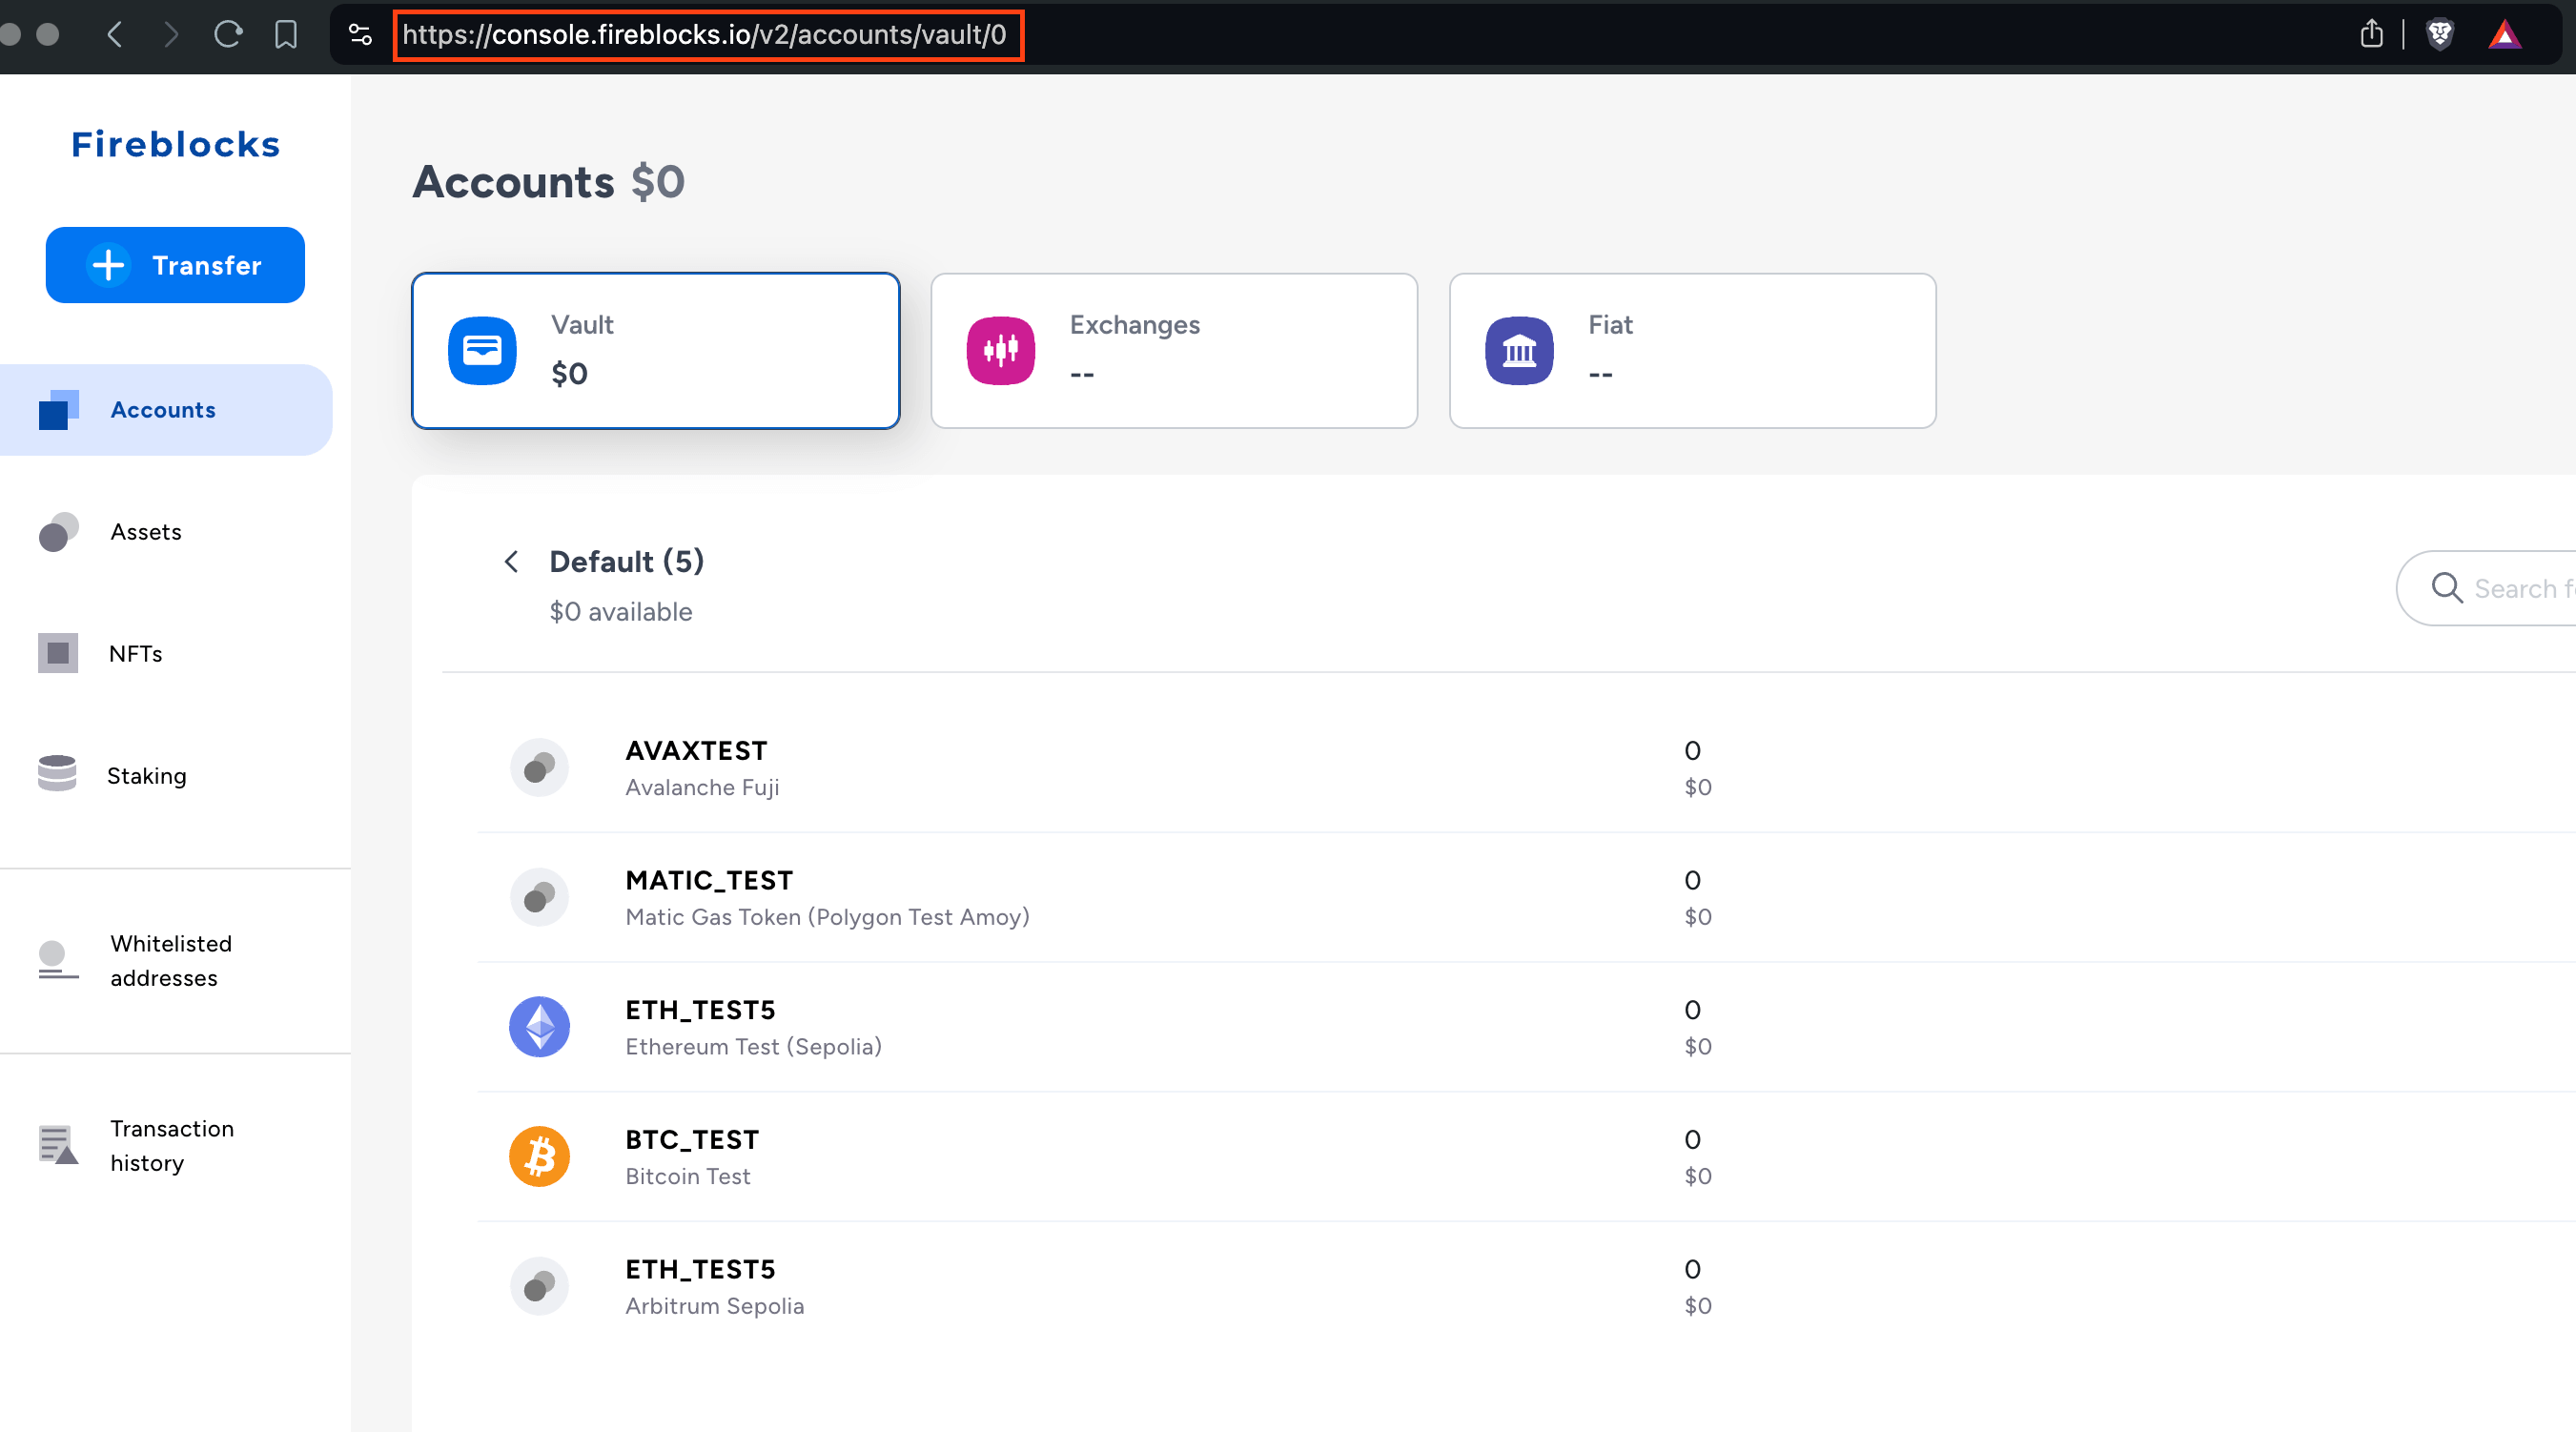 https://console.fireblocks.io/v2/accounts/vault/0
Fireblocks
Transfer
Accounts
Assets
NFTs
Staking
Whitelisted
addresses
Transaction
history
Accounts $0
Vault
$0
Exchanges
--
Fiat
--
Default (5)
$0 available
Search
AVAXTEST
Avalanche Fuji
0
$0
MATIC_TEST
Matic Gas Token (Polygon Test Amoy)
0
$0
ETH_TEST5
Ethereum Test (Sepolia)
0
$0
BTC_TEST
Bitcoin Test
0
$0
ETH_TEST5
Arbitrum Sepolia
0
$0